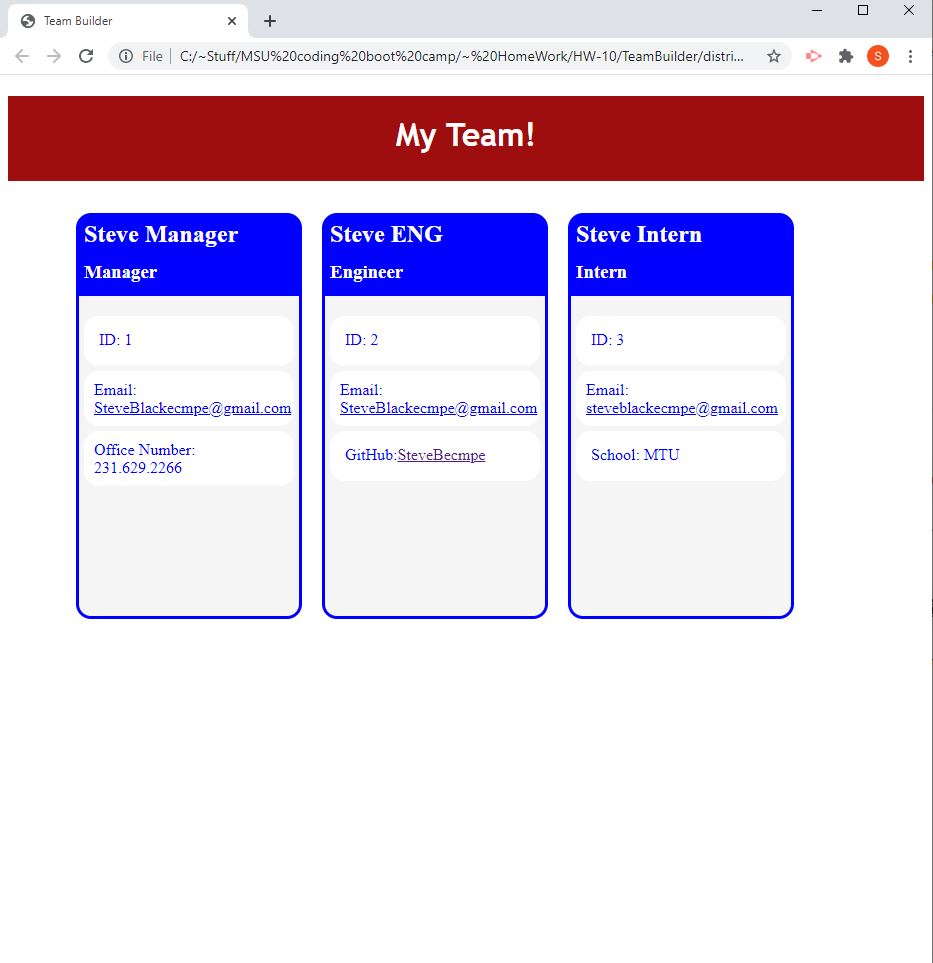 Team Builder
File
C:/~Stuff/MSU%20coding%20boot%20camp/~%20HomeWork/HW-10/TeamBuilder/distri...
S
My Team!
Steve Manager
Manager
ID: 1
Email:
SteveBlackecmpe@gmail.com
Office Number:
231.629.2266
Steve ENG
Engineer
ID: 2
Email:
SteveBlackecmpe@gmail.com
GitHub:SteveBecmpe
Steve Intern
Intern
ID: 3
Email:
steveblackecmpe@gmail.com
School: MTU